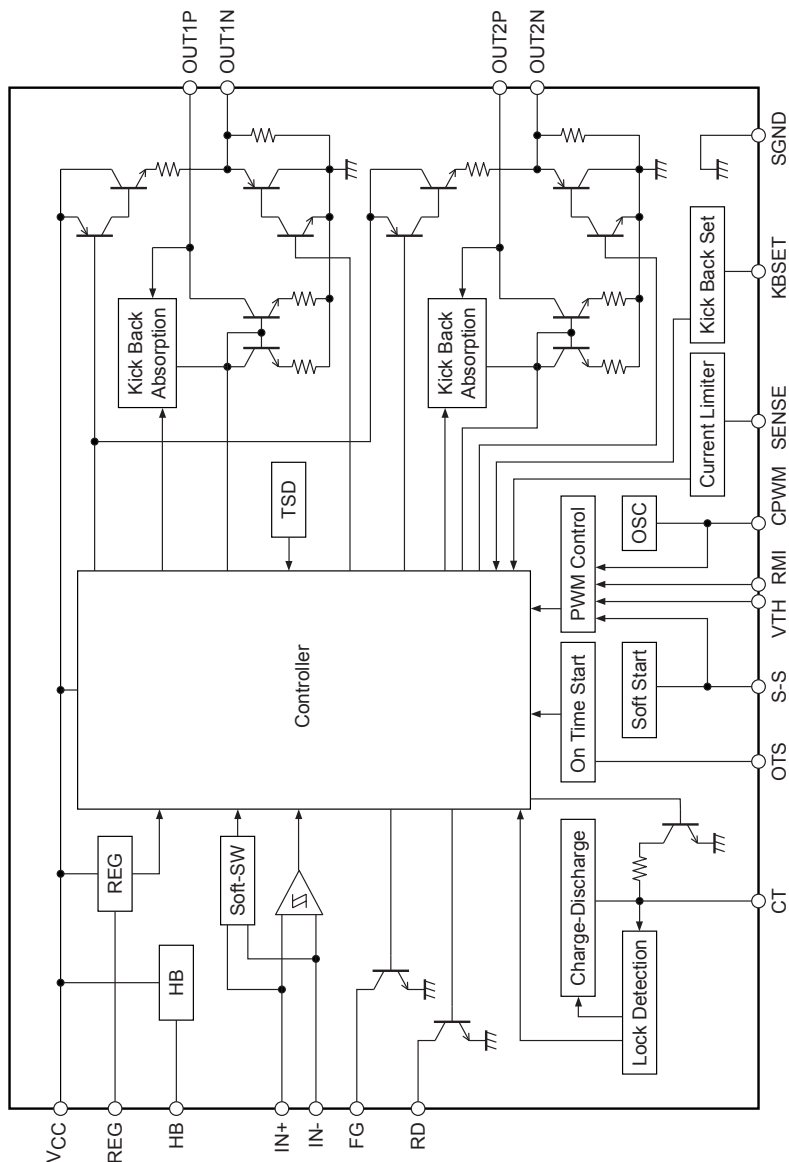 OUT1P
OUT1N
OUT2P
OUT2N
SGND
KBSET
SENSE
CPWM
RMI
VTH
S-S
OTS
CT
VCC
REG
HB
IN+
IN-
FG
RD
Kick Back
Absorption
Kick Back
Absorption
Kick Back Set
Current Limiter
TSD
OSC
PWM Control
Controller
On Time Start
Soft Start
REG
HB
Soft-SW
Charge-Discharge
Lock Detection